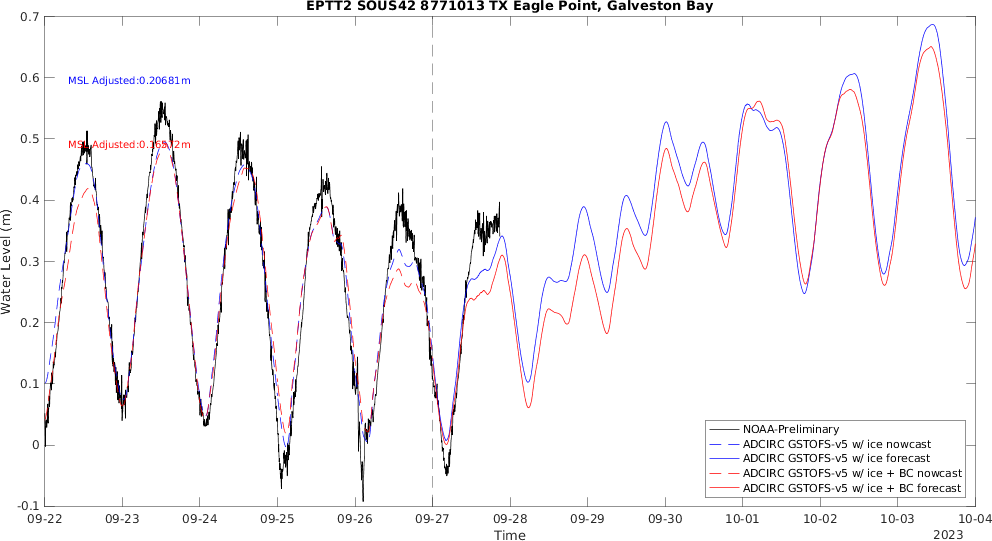 EPTT2 SOUS42 8771013 TX Eagle Point, Galveston Bay
0.7
0.6
0.5
0.4
0.3
0.2
0.1
0
-0.1
Water Level (m)
MSL Adjusted:0.20681m
MSL
09-22
09-23
09-24
09-25
09-26
09-27
09-28
09-29
09-30
10-01
10-02
10-03
10-04
Time
2023
NOAA-Preliminary
ADCIRC GSTOFS-v5 w/ ice nowcast
ADCIRC GSTOFS-v5 w/ ice forecast
ADCIRC GSTOFS-v5 w/ ice + BC nowcast
ADCIRC GSTOFS-v5 w/ ice + BC forecast